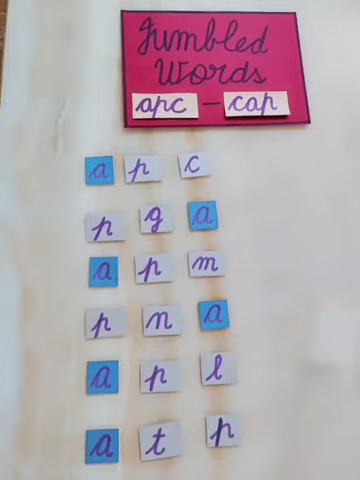 Jumbled
Words
apc - cap
a p c
p g a
a p m
p n a
a p l
a t p